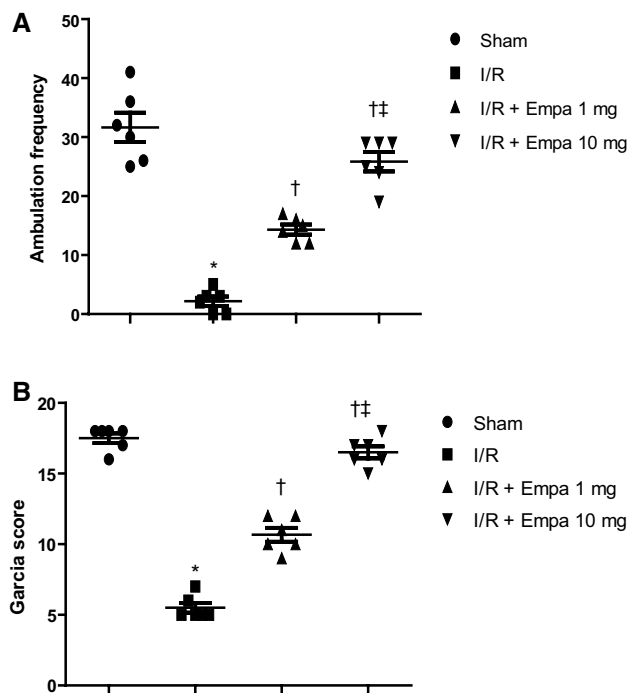 A
Ambulation frequency
50
40
30
20
10
0
*
†
†‡
Sham
I/R
I/R + Empa 1 mg
I/R + Empa 10 mg
B
Garcia score
20
15
10
5
0
*
†
†‡
Sham
I/R
I/R + Empa 1 mg
I/R + Empa 10 mg